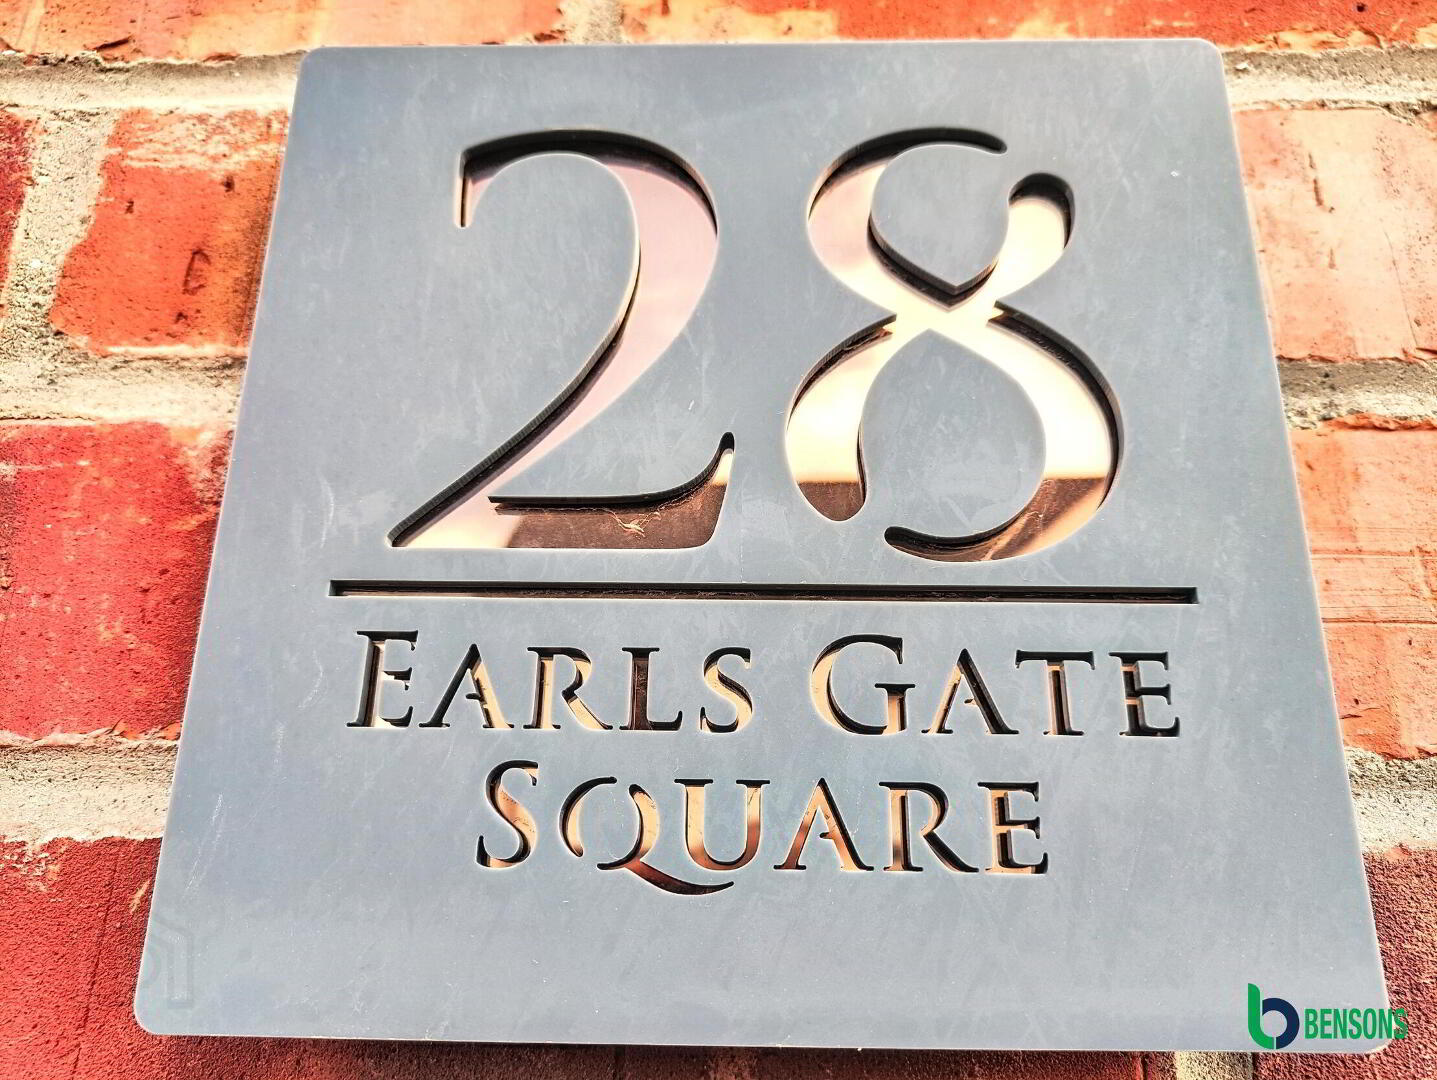 28
EARLS GATE
SQUARE
BENSONS